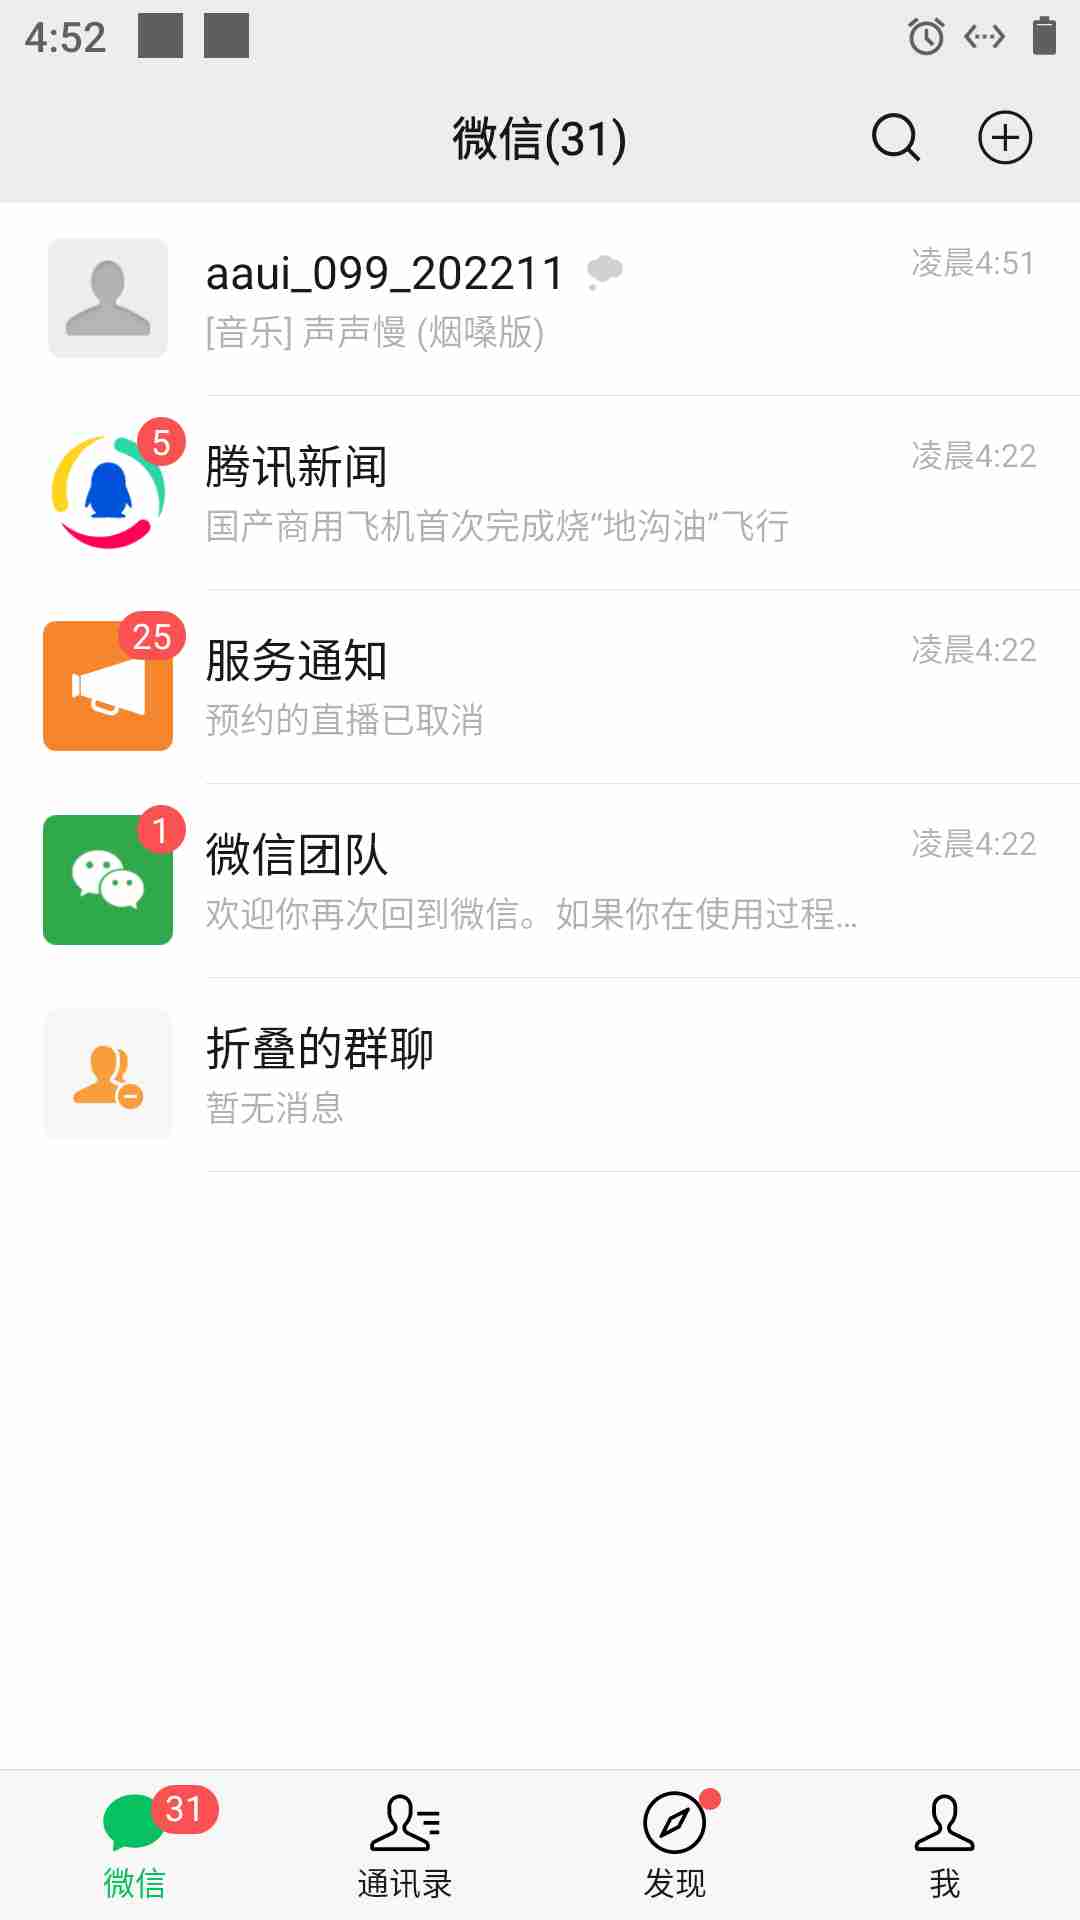 4:52
微信(31)
aaui_099_202211
凌晨4:51
[音乐] 声声慢 (烟嗓版)
5
腾讯新闻
凌晨4:22
国产商用飞机首次完成烧“地沟油”飞行
25
服务通知
凌晨4:22
预约的直播已取消
1
微信团队
凌晨4:22
欢迎你再次回到微信。如果你在使用过程...
折叠的群聊
暂无消息
31
微信
通讯录
发现
我